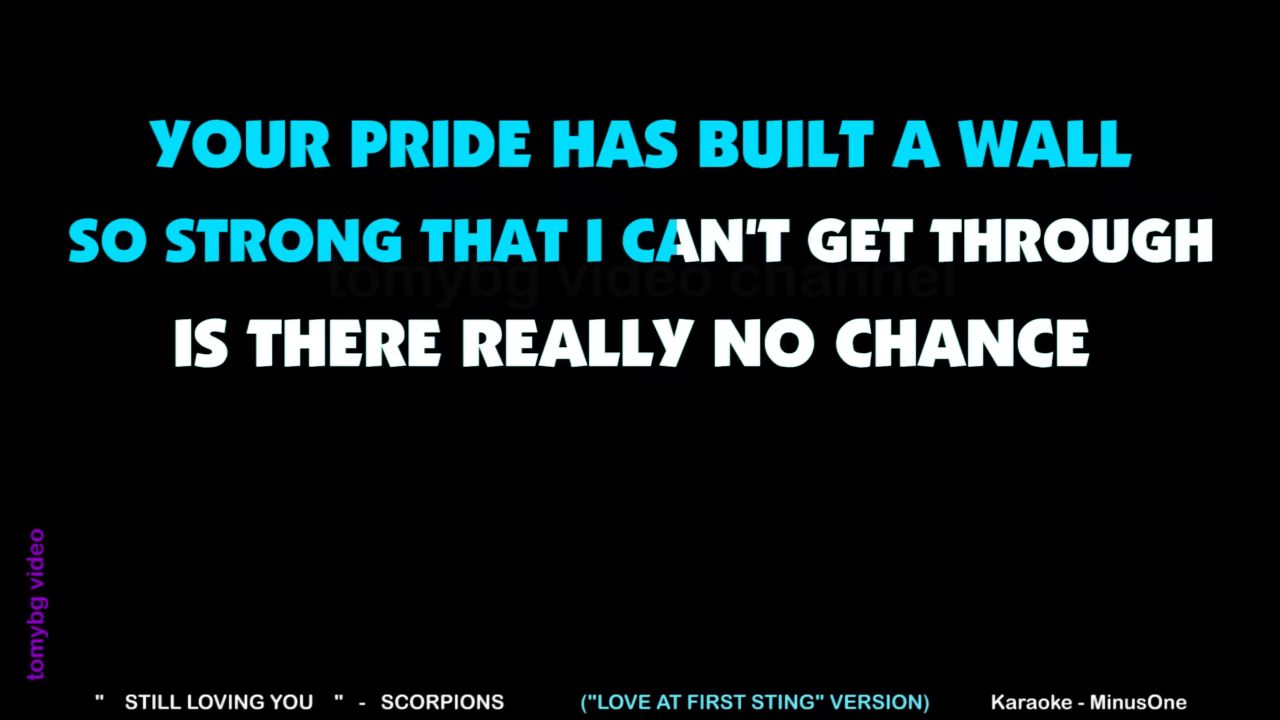 YOUR PRIDE HAS BUILT A WALL
SO STRONG THAT I CAN'T GET THROUGH
tomybg video channel
IS THERE REALLY NO CHANCE
tomybg video
" STILL LOVING YOU " - SCORPIONS ("LOVE AT FIRST STING" VERSION) Karaoke - MinusOne